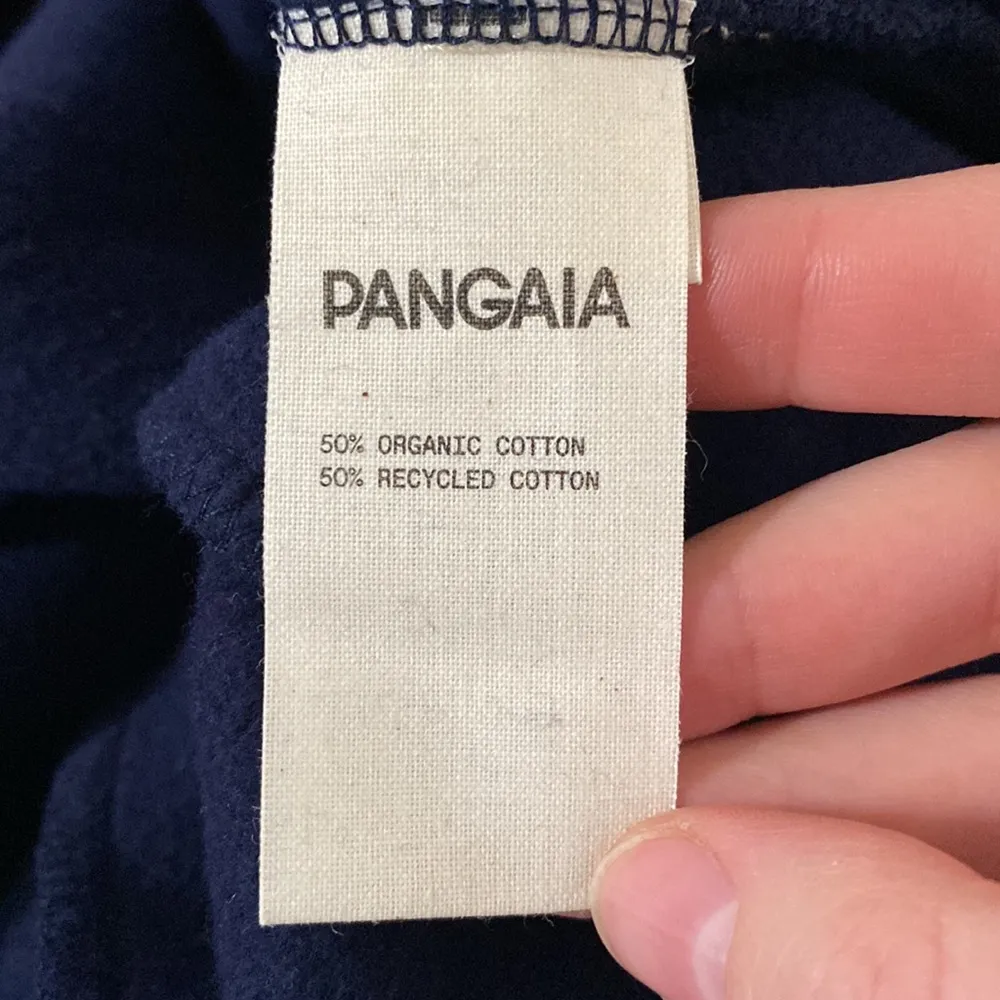 PANGAIA
50% ORGANIC COTTON
50% RECYCLED COTTON